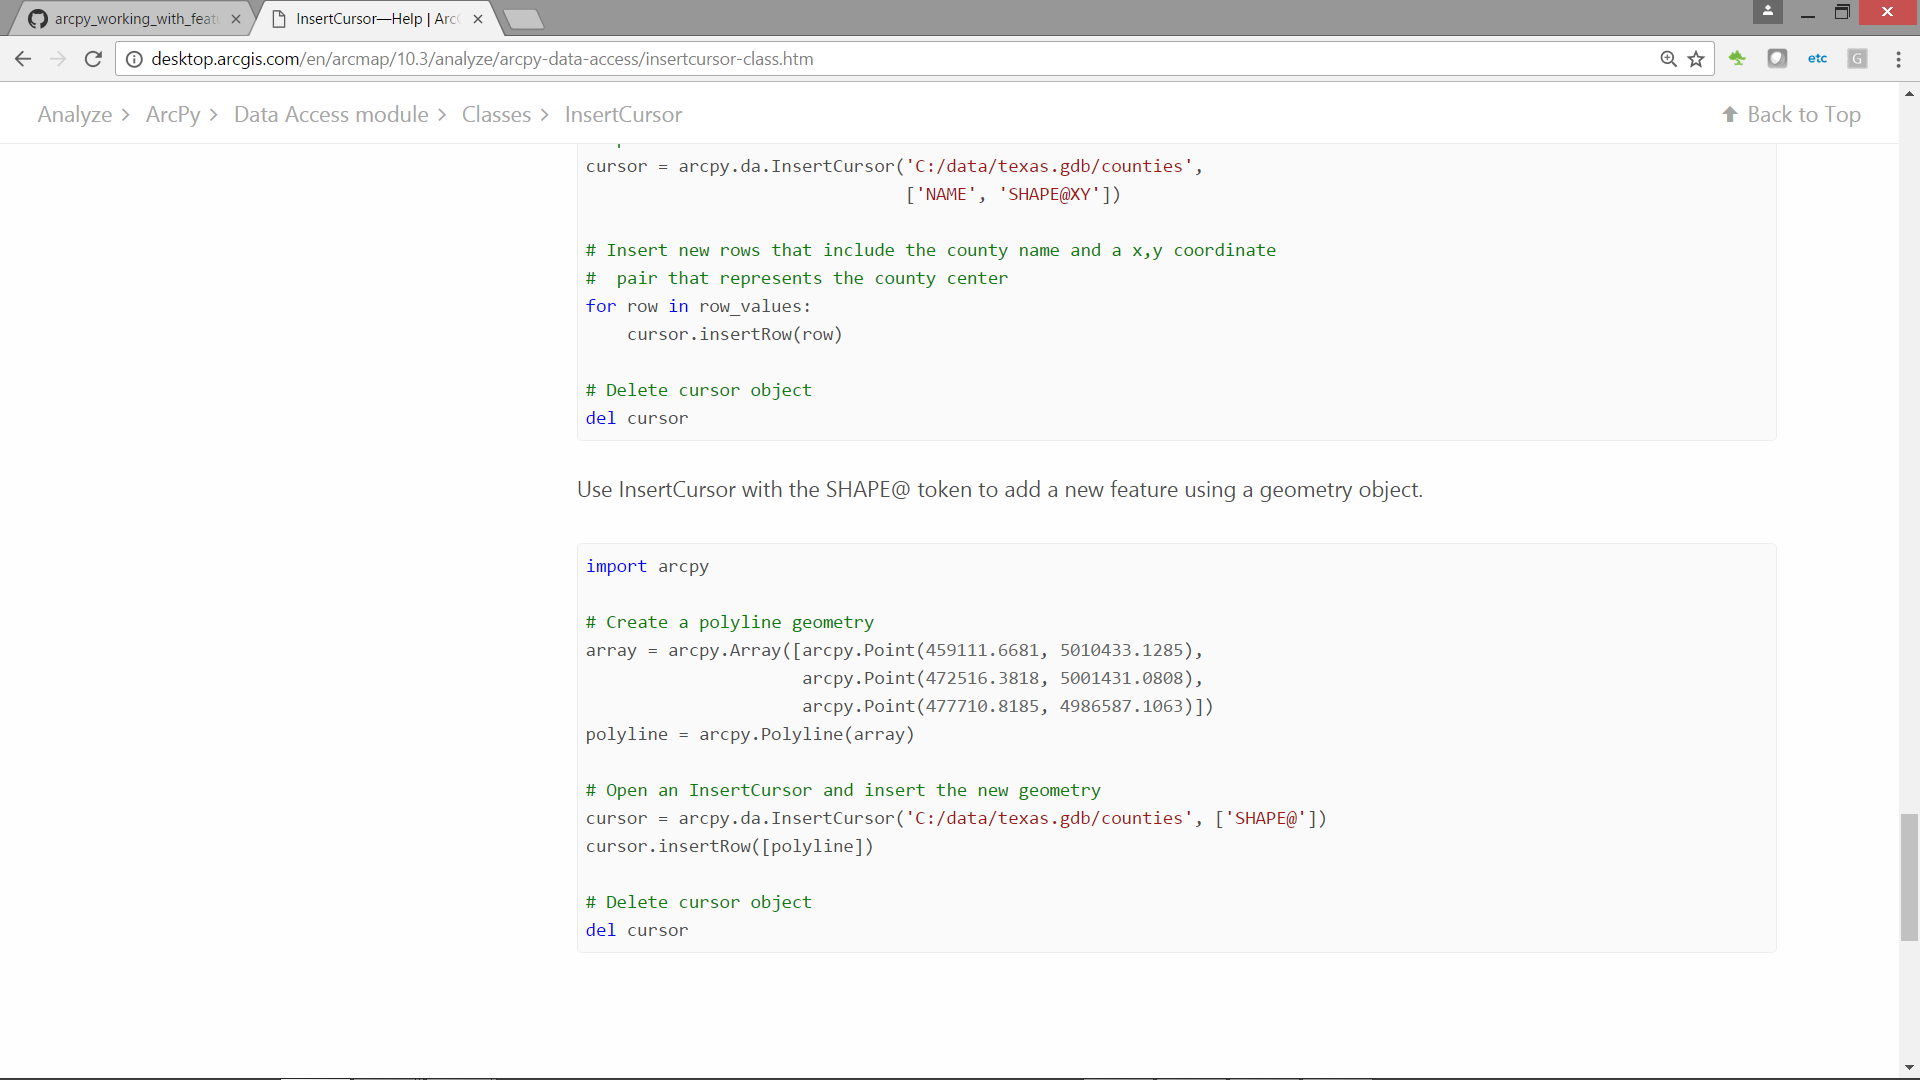 arcpy_working_with_feat
InsertCursor—Help | Arc
desktop.arcgis.com/en/arcmap/10.3/analyze/arcpy-data-access/insertcursor-class.htm
etc
G
Analyze > ArcPy > Data Access module > Classes > InsertCursor
Back to Top
cursor = arcpy.da.InsertCursor('C:/data/texas.gdb/counties',
                               ['NAME', 'SHAPE@XY'])
# Insert new rows that include the county name and a x,y coordinate
#  pair that represents the county center
for row in row_values:
    cursor.insertRow(row)
# Delete cursor object
del cursor
Use InsertCursor with the SHAPE@ token to add a new feature using a geometry object.
import arcpy
# Create a polyline geometry
array = arcpy.Array([arcpy.Point(459111.6681, 5010433.1285),
                     arcpy.Point(472516.3818, 5001431.0808),
                     arcpy.Point(477710.8185, 4986587.1063)])
polyline = arcpy.Polyline(array)
# Open an InsertCursor and insert the new geometry
cursor = arcpy.da.InsertCursor('C:/data/texas.gdb/counties', ['SHAPE@'])
cursor.insertRow([polyline])
# Delete cursor object
del cursor